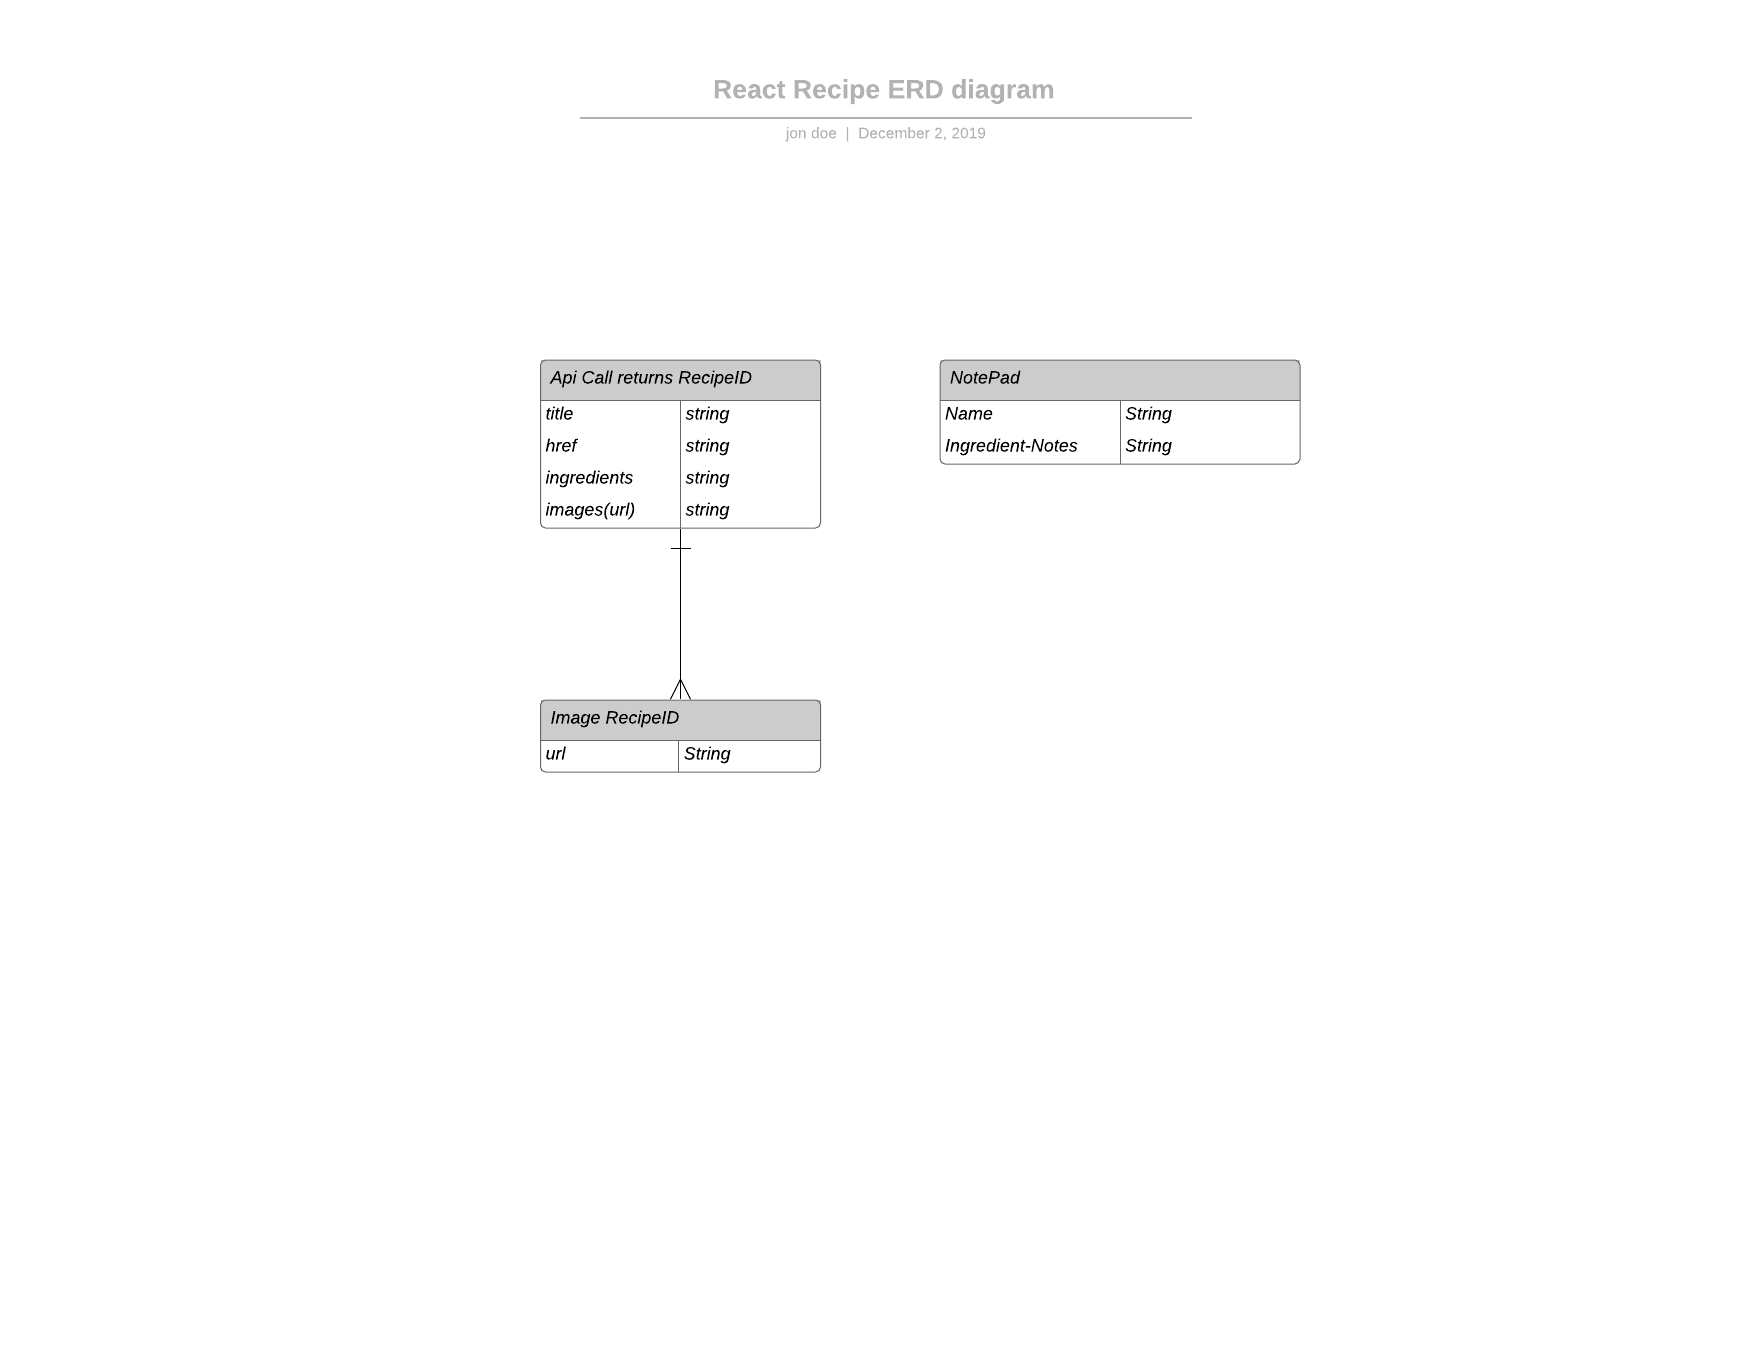 React Recipe ERD diagram
jon doe | December 2, 2019
Api Call returns RecipeID
title string
href string
ingredients string
images(url) string
NotePad
Name String
Ingredient-Notes String
Image RecipeID
url String